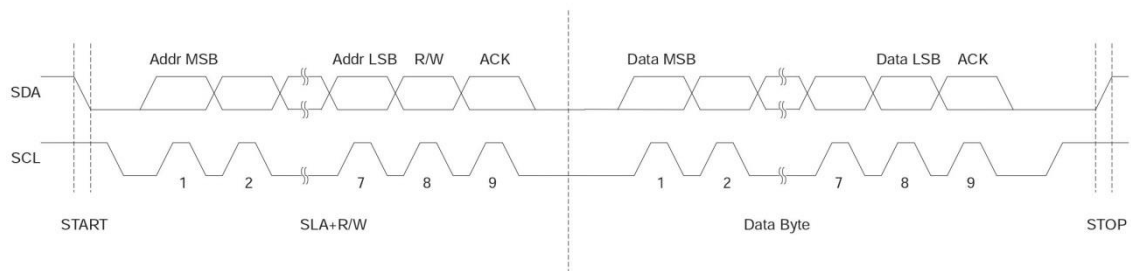 Addr MSB Addr LSB R/W ACK Data MSB Data LSB ACK
SDA
SCL
1 2 7 8 9 1 2 7 8 9
START SLA+R/W Data Byte STOP